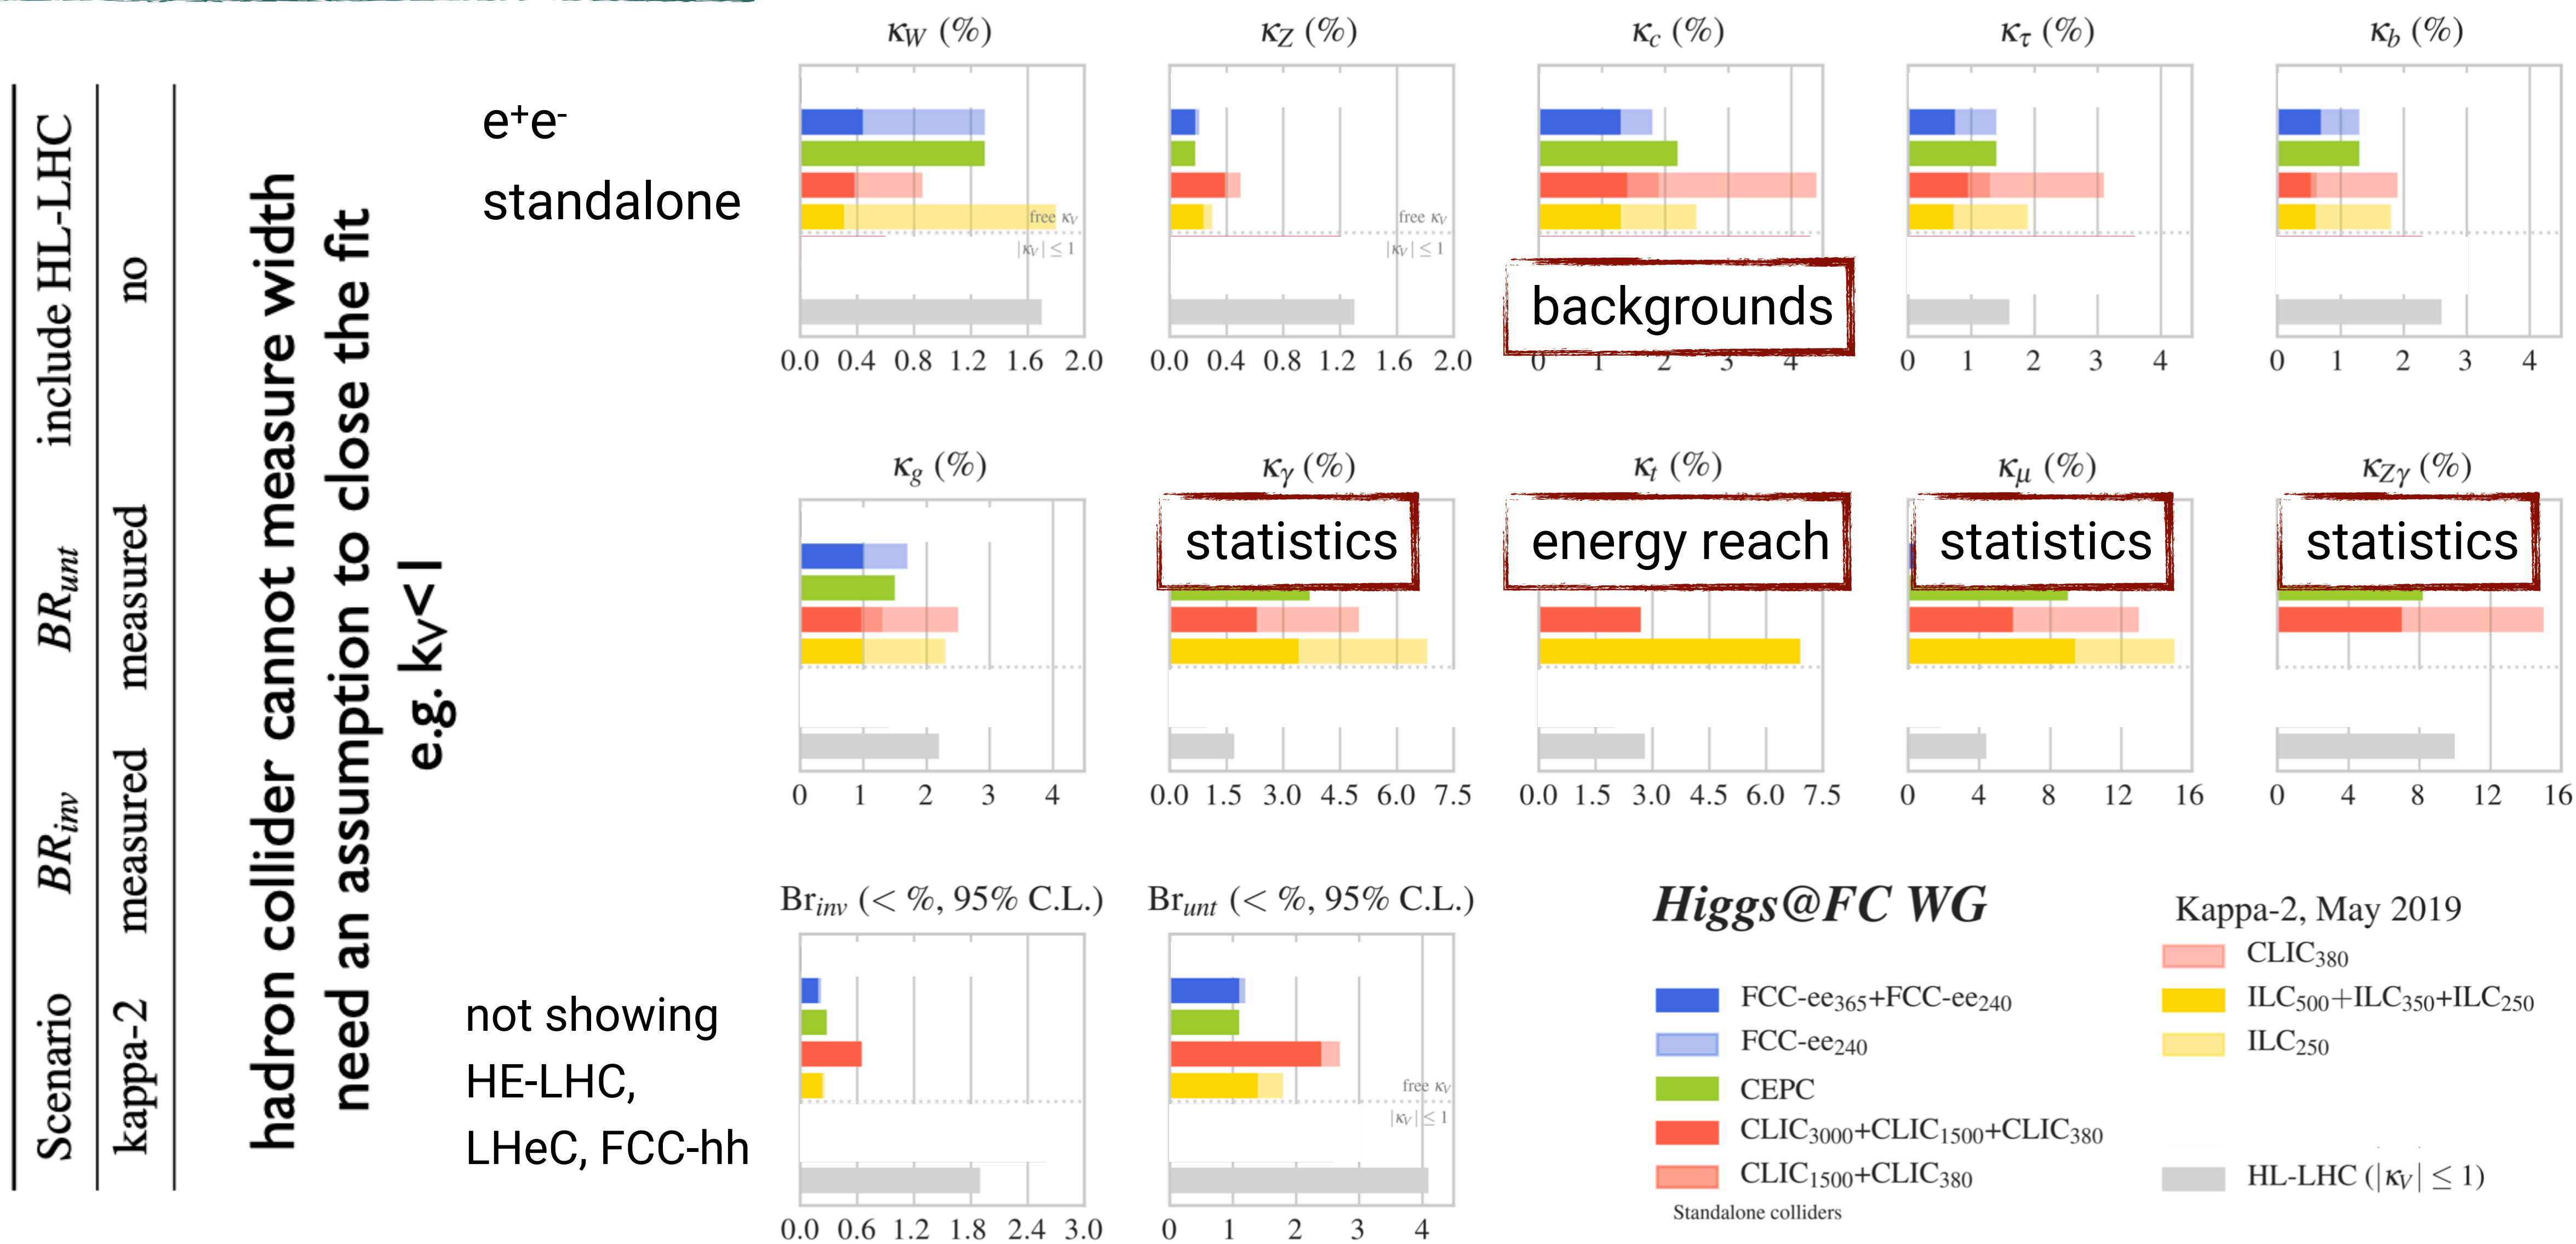 Scenario BR_inv BR_unt include HL-LHC
kappa-2 measured measured no
hadron collider cannot measure width
need an assumption to close the fit
e.g. kV<1
e⁺e⁻
standalone
κ_W (%)
free κ_V
|κ_V| ≤ 1
0.0 0.4 0.8 1.2 1.6 2.0
κ_Z (%)
free κ_V
|κ_V| ≤ 1
0.0 0.4 0.8 1.2 1.6 2.0
κ_c (%)
backgrounds
0 1 2 3 4
κ_τ (%)
0 1 2 3 4
κ_b (%)
0 1 2 3 4
κ_g (%)
0 1 2 3 4
κ_γ (%)
statistics
0.0 1.5 3.0 4.5 6.0 7.5
κ_t (%)
energy reach
0.0 1.5 3.0 4.5 6.0 7.5
κ_μ (%)
statistics
0 4 8 12 16
κ_Zγ (%)
statistics
0 4 8 12 16
not showing
HE-LHC,
LHeC, FCC-hh
Br_inv (< %, 95% C.L.)
0.0 0.6 1.2 1.8 2.4 3.0
Br_unt (< %, 95% C.L.)
free κ_V
|κ_V| ≤ 1
0 1 2 3 4
Higgs@FC WG
Kappa-2, May 2019
FCC-ee₃₆₅+FCC-ee₂₄₀
FCC-ee₂₄₀
CEPC
CLIC₃₀₀₀+CLIC₁₅₀₀+CLIC₃₈₀
CLIC₁₅₀₀+CLIC₃₈₀
Standalone colliders
CLIC₃₈₀
ILC₅₀₀+ILC₃₅₀+ILC₂₅₀
ILC₂₅₀
HL-LHC (|κ_V| ≤ 1)